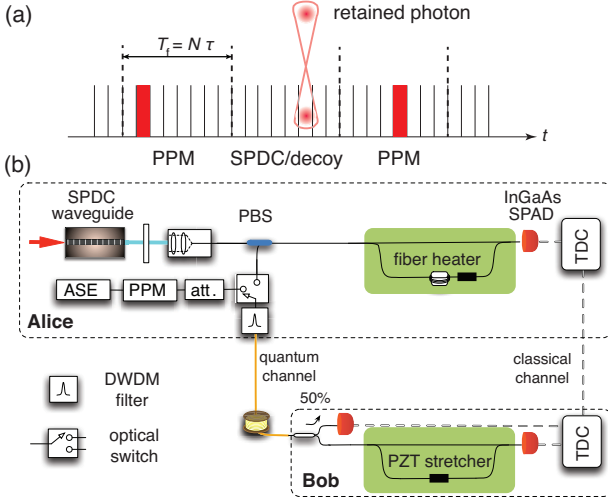 (a)
retained photon
T_f = N τ
t
PPM
SPDC/decoy
PPM
(b)
SPDC
waveguide
PBS
InGaAs
SPAD
TDC
fiber heater
ASE
PPM
att.
Alice
quantum
channel
classical
channel
DWDM
filter
50%
optical
switch
PZT stretcher
TDC
Bob